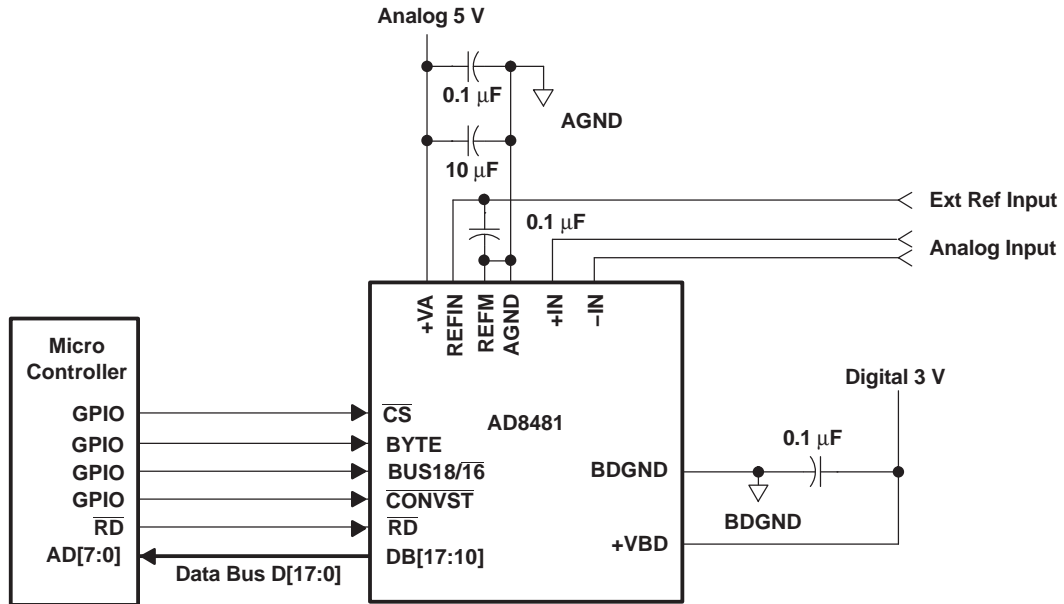 Analog 5 V
0.1 μF
AGND
10 μF
Ext Ref Input
0.1 μF
Analog Input
+VA
REFIN
REFM
AGND
+IN
–IN
Micro
Controller
Digital 3 V
GPIO
CS
AD8481
0.1 μF
GPIO
BYTE
GPIO
BUS18/16
BDGND
GPIO
CONVST
BDGND
RD
RD
+VBD
AD[7:0]
DB[17:10]
Data Bus D[17:0]